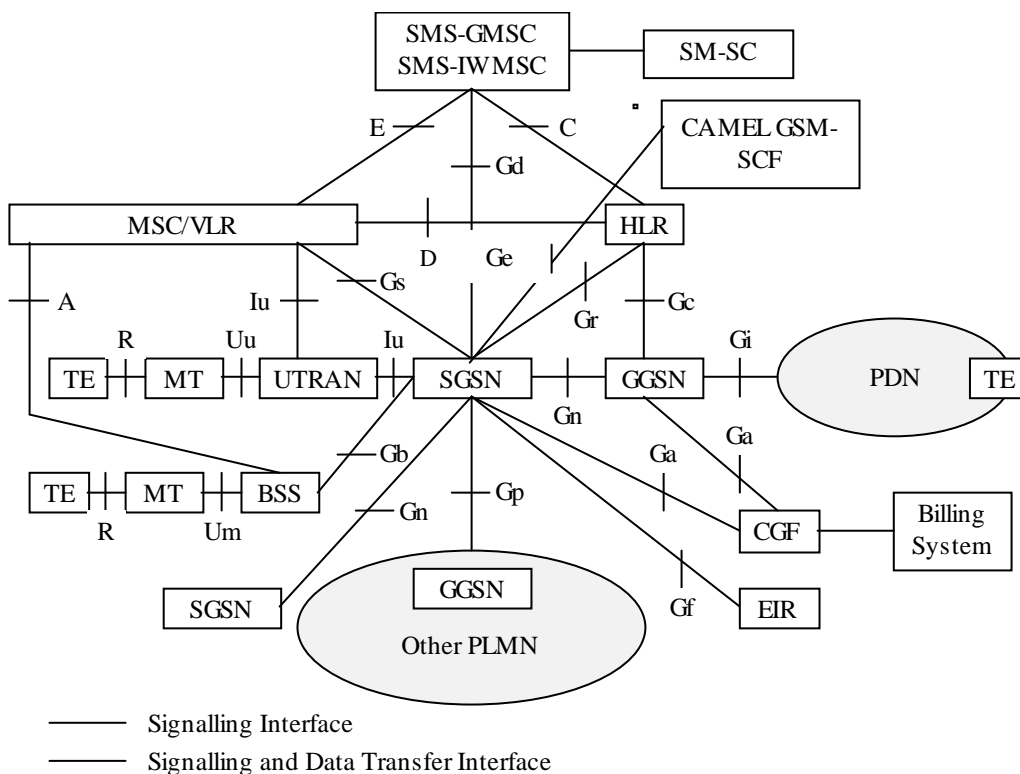 SMS-GMSC
SMS-IWMSC
SM-SC
E
C
CAMEL GSM-
SCF
Gd
MSC/VLR
HLR
D
Ge
A
Iu
Gs
Gr
Gc
R
Uu
Iu
Gi
TE
MT
UTRAN
SGSN
GGSN
PDN
TE
Gn
Ga
Gb
Ga
TE
MT
BSS
Gp
R
Um
Gn
CGF
Billing
System
SGSN
GGSN
Gf
EIR
Other PLMN
Signalling Interface
Signalling and Data Transfer Interface